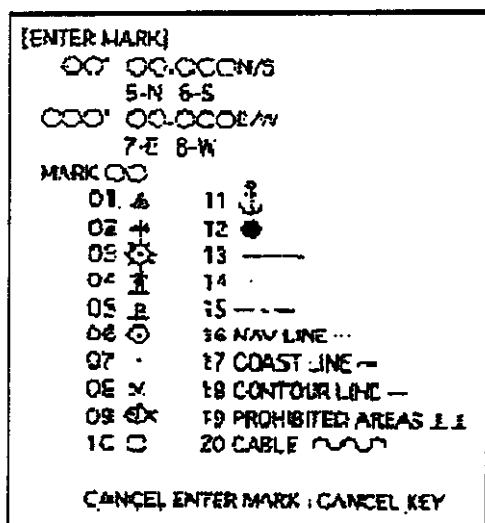 [ENTER MARK]
○○° ○○.○○○N/S
5-N 6-S
○○○° ○○.○○○E/W
7-E 8-W
MARK ○○
01 11
02 12
03 13
04 14
05 15
06 16 NAV LINE
07 17 COAST LINE
08 18 CONTOUR LINE
09 19 PROHIBITED AREAS
10 20 CABLE
CANCEL ENTER MARK : CANCEL KEY